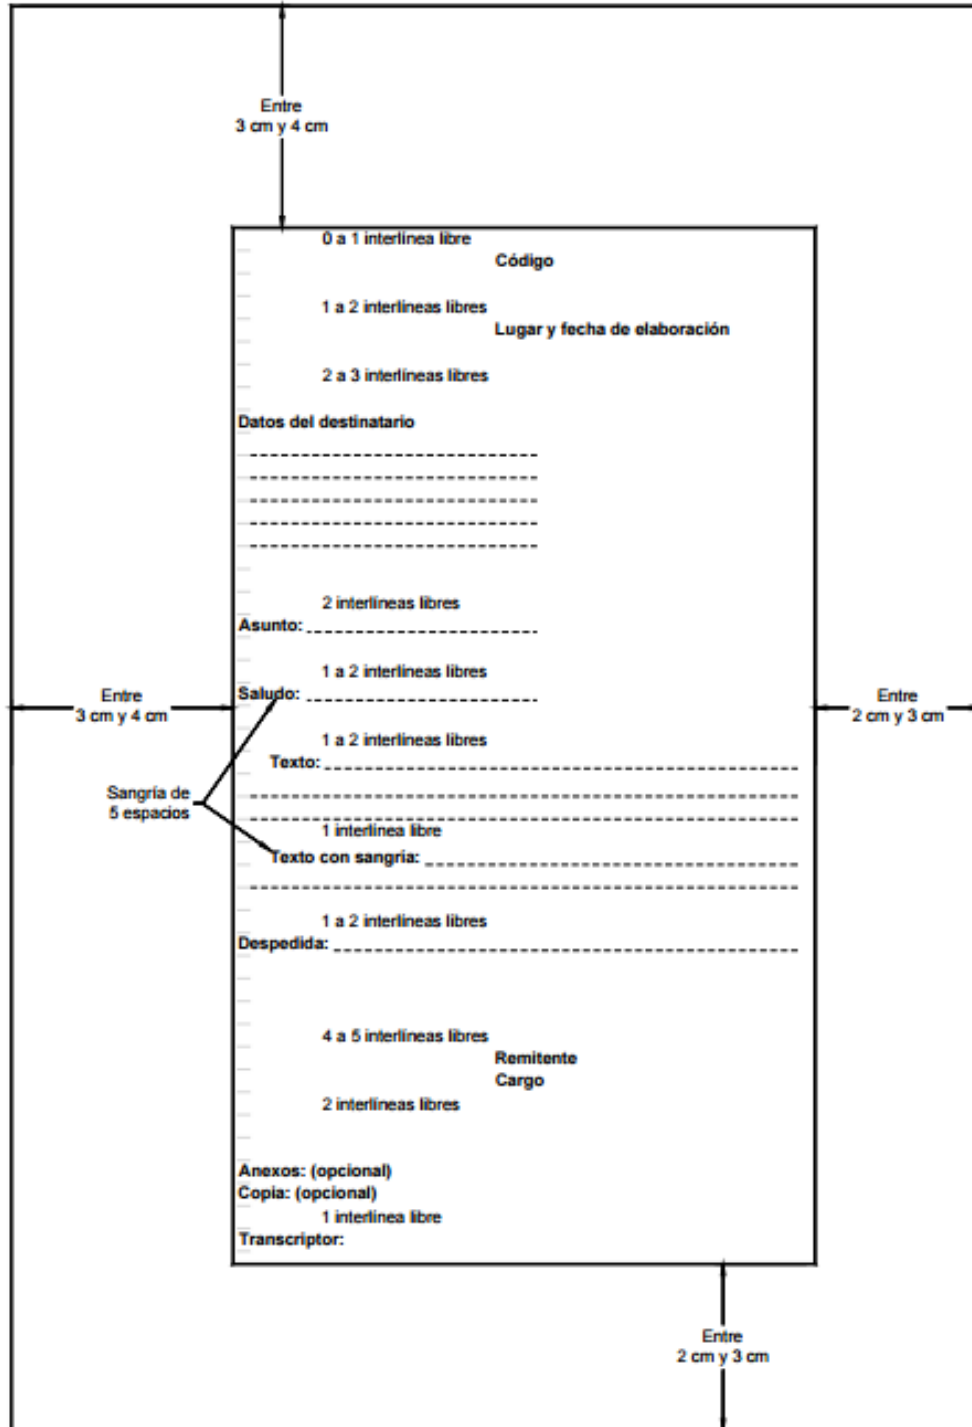 Entre
3 cm y 4 cm
0 a 1 interlínea libre
Código
1 a 2 interlíneas libres
Lugar y fecha de elaboración
2 a 3 interlíneas libres
Datos del destinatario
2 interlíneas libres
Asunto:
1 a 2 interlíneas libres
Saludo:
Entre
3 cm y 4 cm
Entre
2 cm y 3 cm
1 a 2 interlíneas libres
Texto:
Sangría de
5 espacios
1 interlínea libre
Texto con sangría:
1 a 2 interlíneas libres
Despedida:
4 a 5 interlíneas libres
Remitente
Cargo
2 interlíneas libres
Anexos: (opcional)
Copia: (opcional)
1 interlínea libre
Transcriptor:
Entre
2 cm y 3 cm